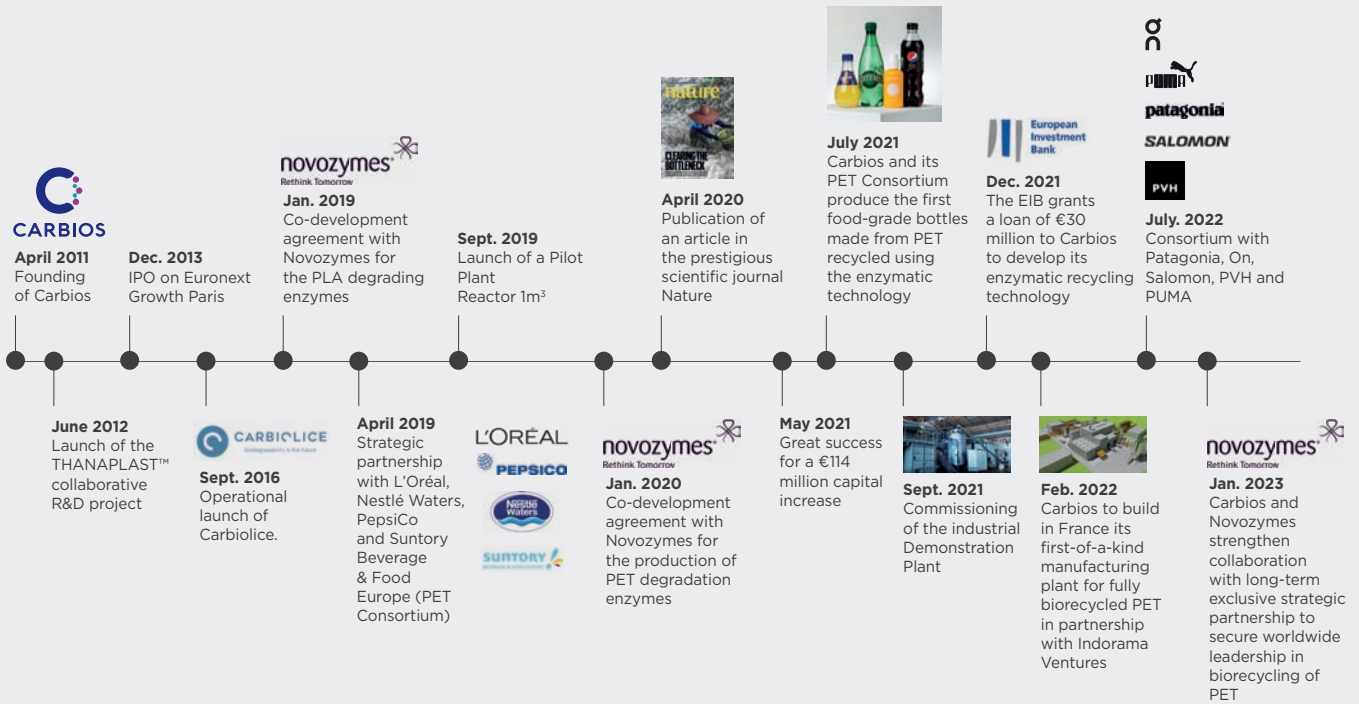 CARBIOS
April 2011
Founding
of Carbios
Dec. 2013
IPO on Euronext
Growth Paris
novozymes
Rethink Tomorrow
Jan. 2019
Co-development
agreement with
Novozymes for
the PLA degrading
enzymes
Sept. 2019
Launch of a Pilot
Plant
Reactor 1m³
nature
CLEARING THE
BOTTLENECK
April 2020
Publication of
an article in
the prestigious
scientific journal
Nature
July 2021
Carbios and its
PET Consortium
produce the first
food-grade bottles
made from PET
recycled using
the enzymatic
technology
European
Investment
Bank
Dec. 2021
The EIB grants
a loan of €30
million to Carbios
to develop its
enzymatic recycling
technology
On
PUMA
patagonia
SALOMON
PVH
July. 2022
Consortium with
Patagonia, On,
Salomon, PVH and
PUMA
June 2012
Launch of the
THANAPLAST™
collaborative
R&D project
CARBIOLICE
Sept. 2016
Operational
launch of
Carbiolice.
April 2019
Strategic
partnership
with L’Oréal,
Nestlé Waters,
PepsiCo
and Suntory
Beverage
& Food
Europe (PET
Consortium)
L'ORÉAL
PEPSICO
Nestlé
Waters
SUNTORY
novozymes
Rethink Tomorrow
Jan. 2020
Co-development
agreement with
Novozymes for
the production of
PET degradation
enzymes
May 2021
Great success
for a €114
million capital
increase
Sept. 2021
Commissioning
of the industrial
Demonstration
Plant
Feb. 2022
Carbios to build
in France its
first-of-a-kind
manufacturing
plant for fully
biorecycled PET
in partnership
with Indorama
Ventures
novozymes
Rethink Tomorrow
Jan. 2023
Carbios and
Novozymes
strengthen
collaboration
with long-term
exclusive strategic
partnership to
secure worldwide
leadership in
biorecycling of
PET